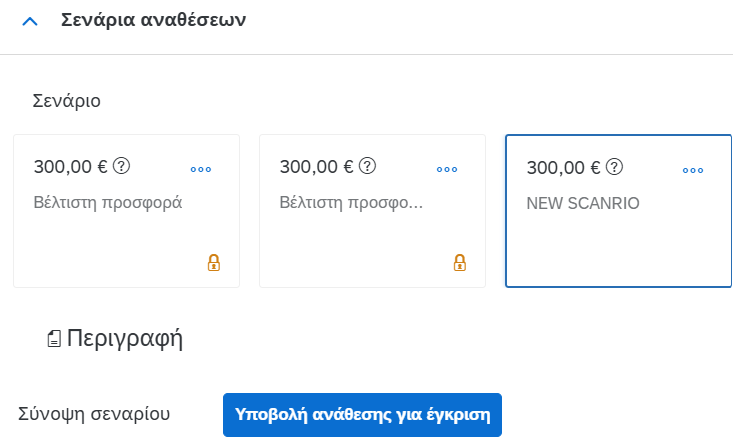 Σενάρια αναθέσεων
Σενάριο
300,00 € ?
Βέλτιστη προσφορά
300,00 € ?
Βέλτιστη προσφο...
300,00 € ?
NEW SCANRIO
Περιγραφή
Σύνοψη σεναρίου
Υποβολή ανάθεσης για έγκριση